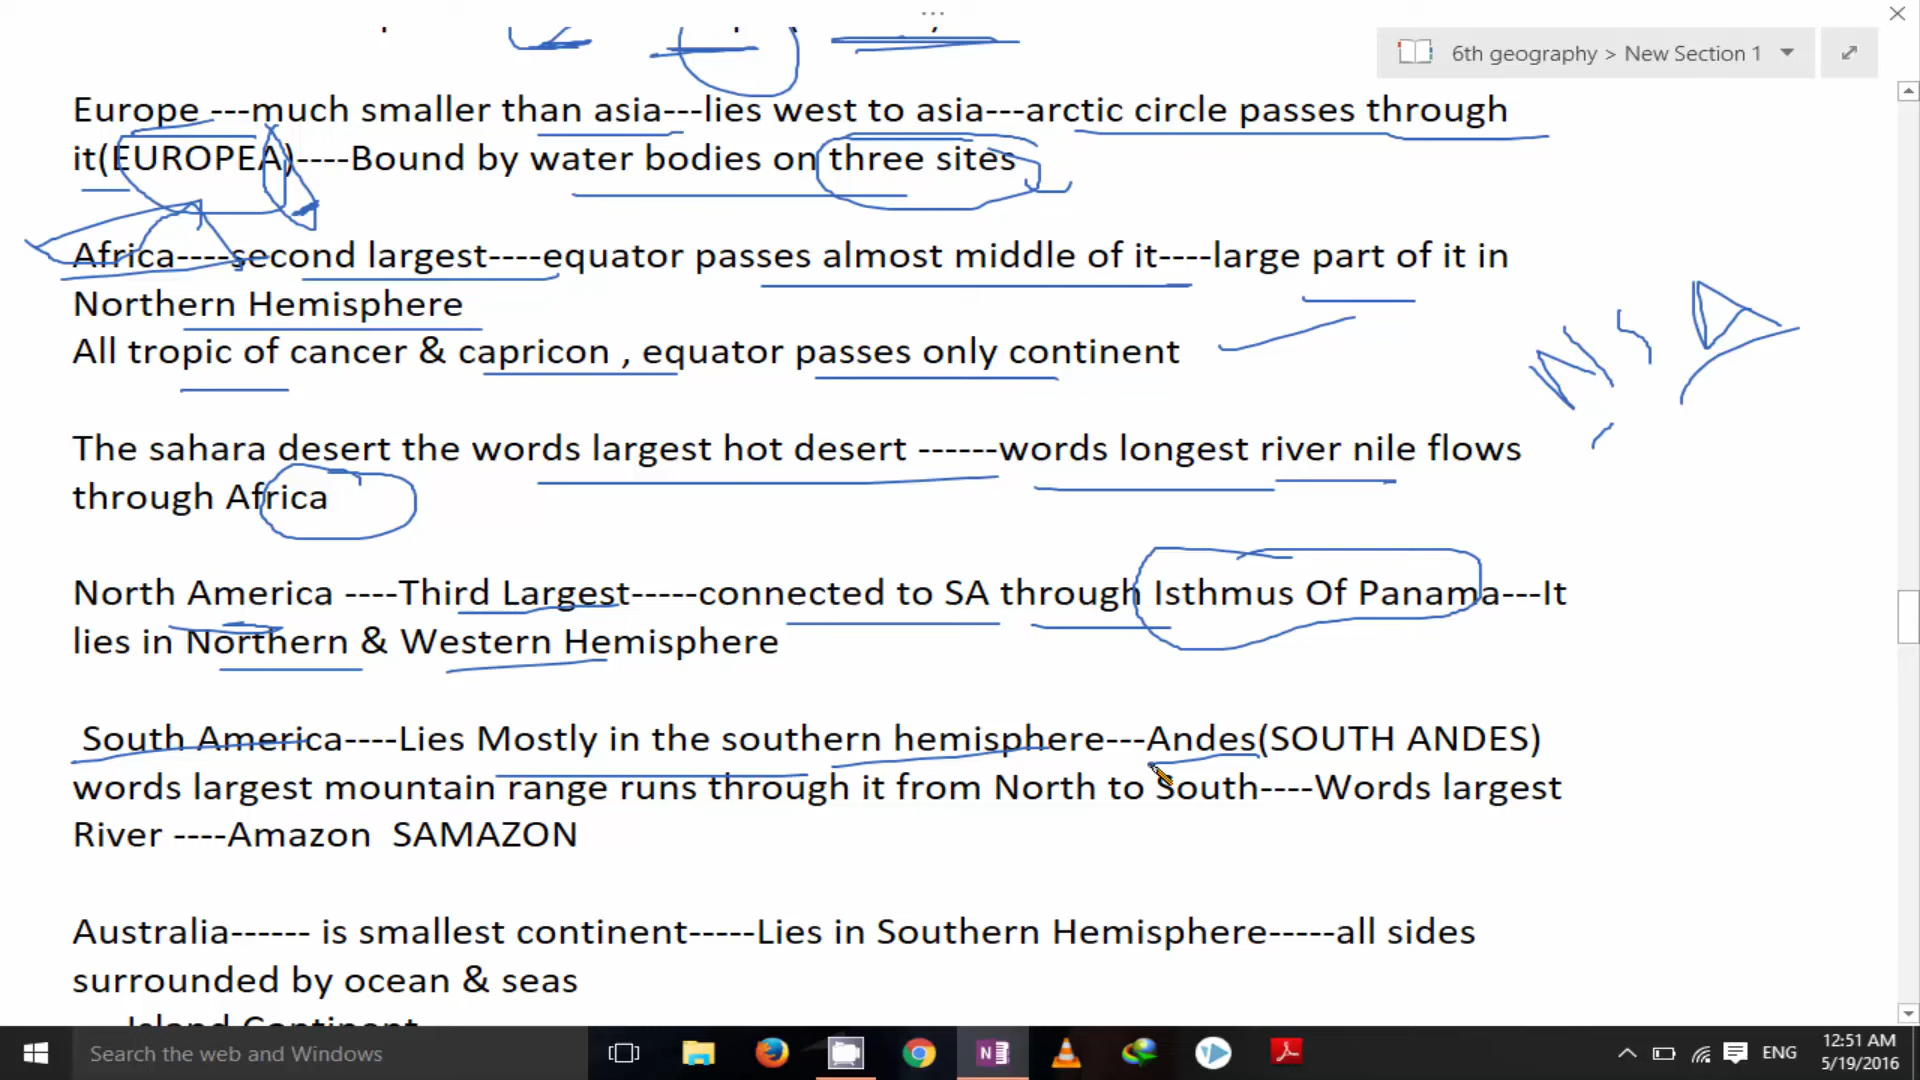 6th geography > New Section 1
Europe ---much smaller than asia---lies west to asia---arctic circle passes through
it(EUROPEA)----Bound by water bodies on three sites
Africa----second largest----equator passes almost middle of it----large part of it in
Northern Hemisphere
All tropic of cancer & capricon , equator passes only continent
The sahara desert the words largest hot desert ------words longest river nile flows
through Africa
North America ----Third Largest-----connected to SA through Isthmus Of Panama---It
lies in Northern & Western Hemisphere
South America----Lies Mostly in the southern hemisphere---Andes(SOUTH ANDES)
words largest mountain range runs through it from North to South----Words largest
River ----Amazon  SAMAZON
Australia------ is smallest continent-----Lies in Southern Hemisphere-----all sides
surrounded by ocean & seas
Island Continent
Search the web and Windows
ENG
12:51 AM
5/19/2016